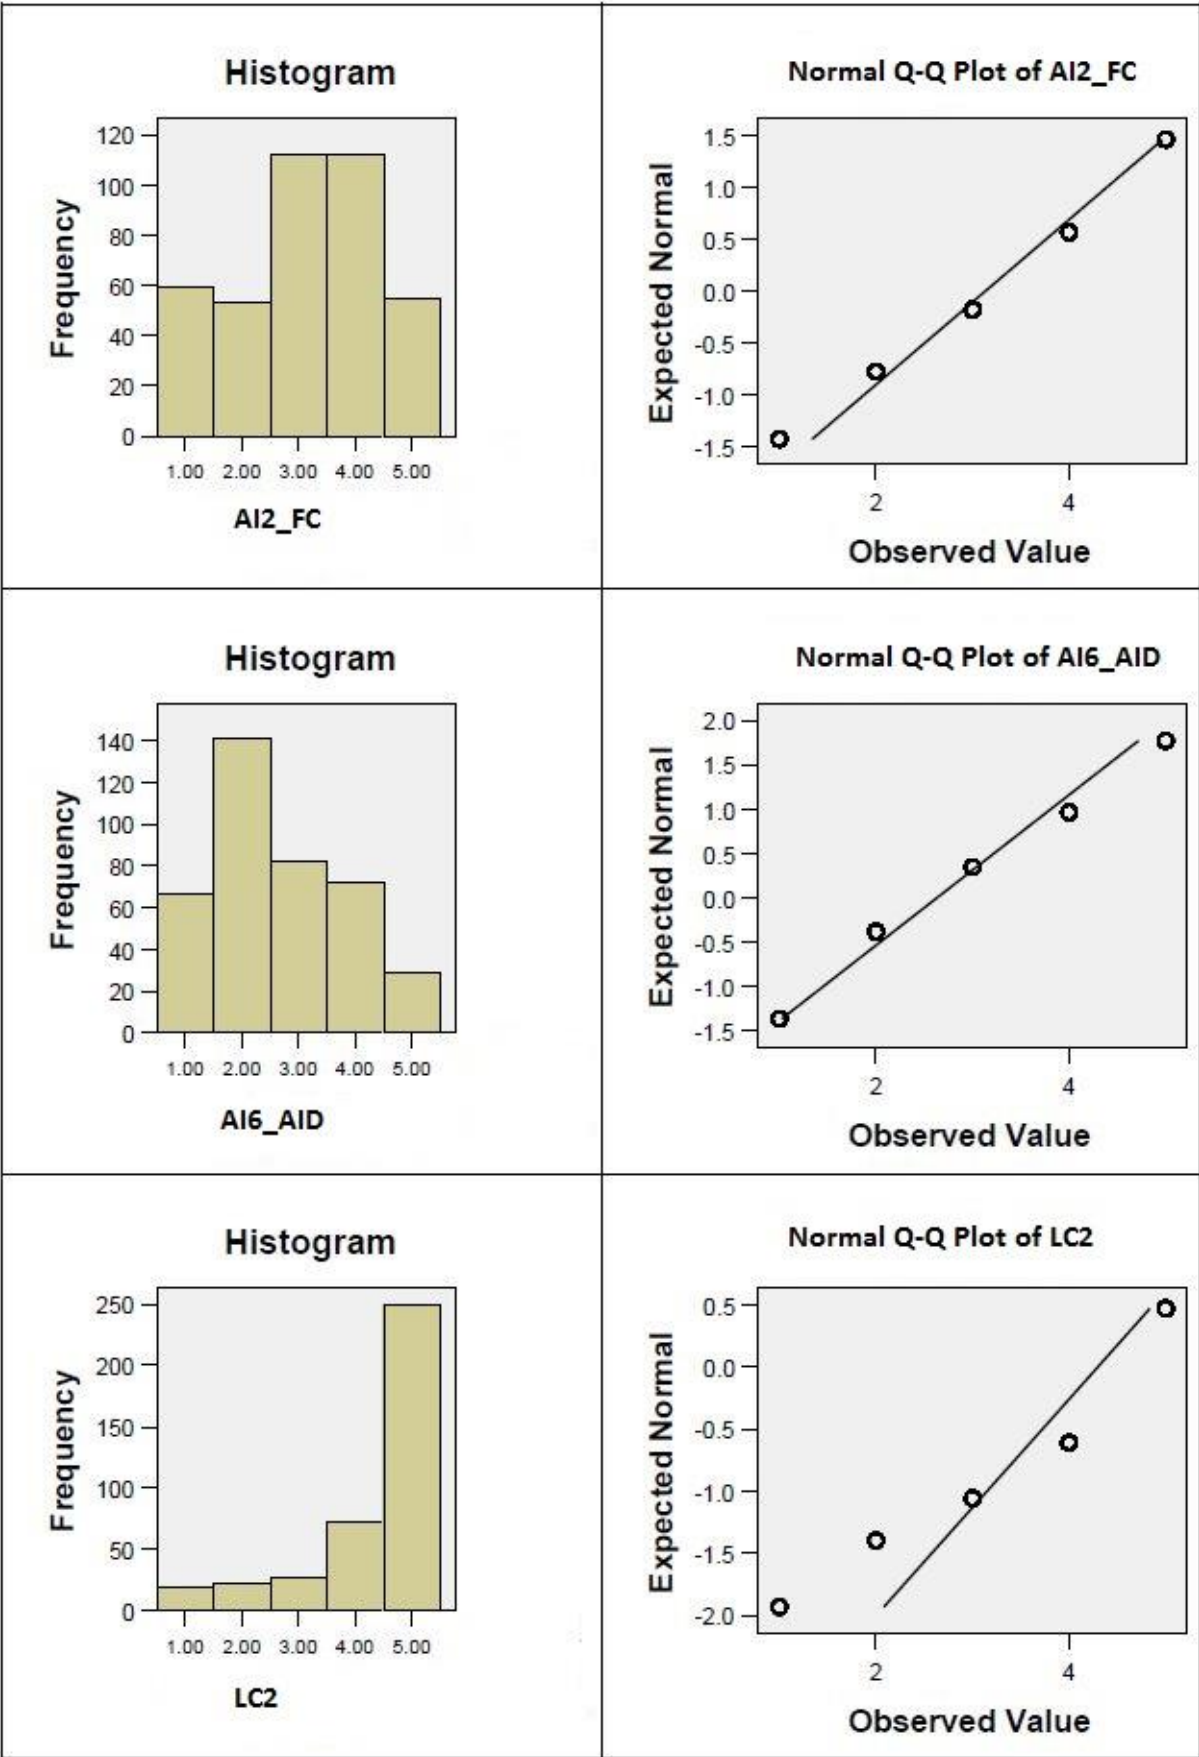 Histogram
Frequency
120
100
80
60
40
20
0
1.00 2.00 3.00 4.00 5.00
AI2_FC
Normal Q-Q Plot of AI2_FC
Expected Normal
1.5
1.0
0.5
0.0
-0.5
-1.0
-1.5
2 4
Observed Value
Histogram
Frequency
140
120
100
80
60
40
20
0
1.00 2.00 3.00 4.00 5.00
AI6_AID
Normal Q-Q Plot of AI6_AID
Expected Normal
2.0
1.5
1.0
0.5
0.0
-0.5
-1.0
-1.5
2 4
Observed Value
Histogram
Frequency
250
200
150
100
50
0
1.00 2.00 3.00 4.00 5.00
LC2
Normal Q-Q Plot of LC2
Expected Normal
0.5
0.0
-0.5
-1.0
-1.5
-2.0
2 4
Observed Value